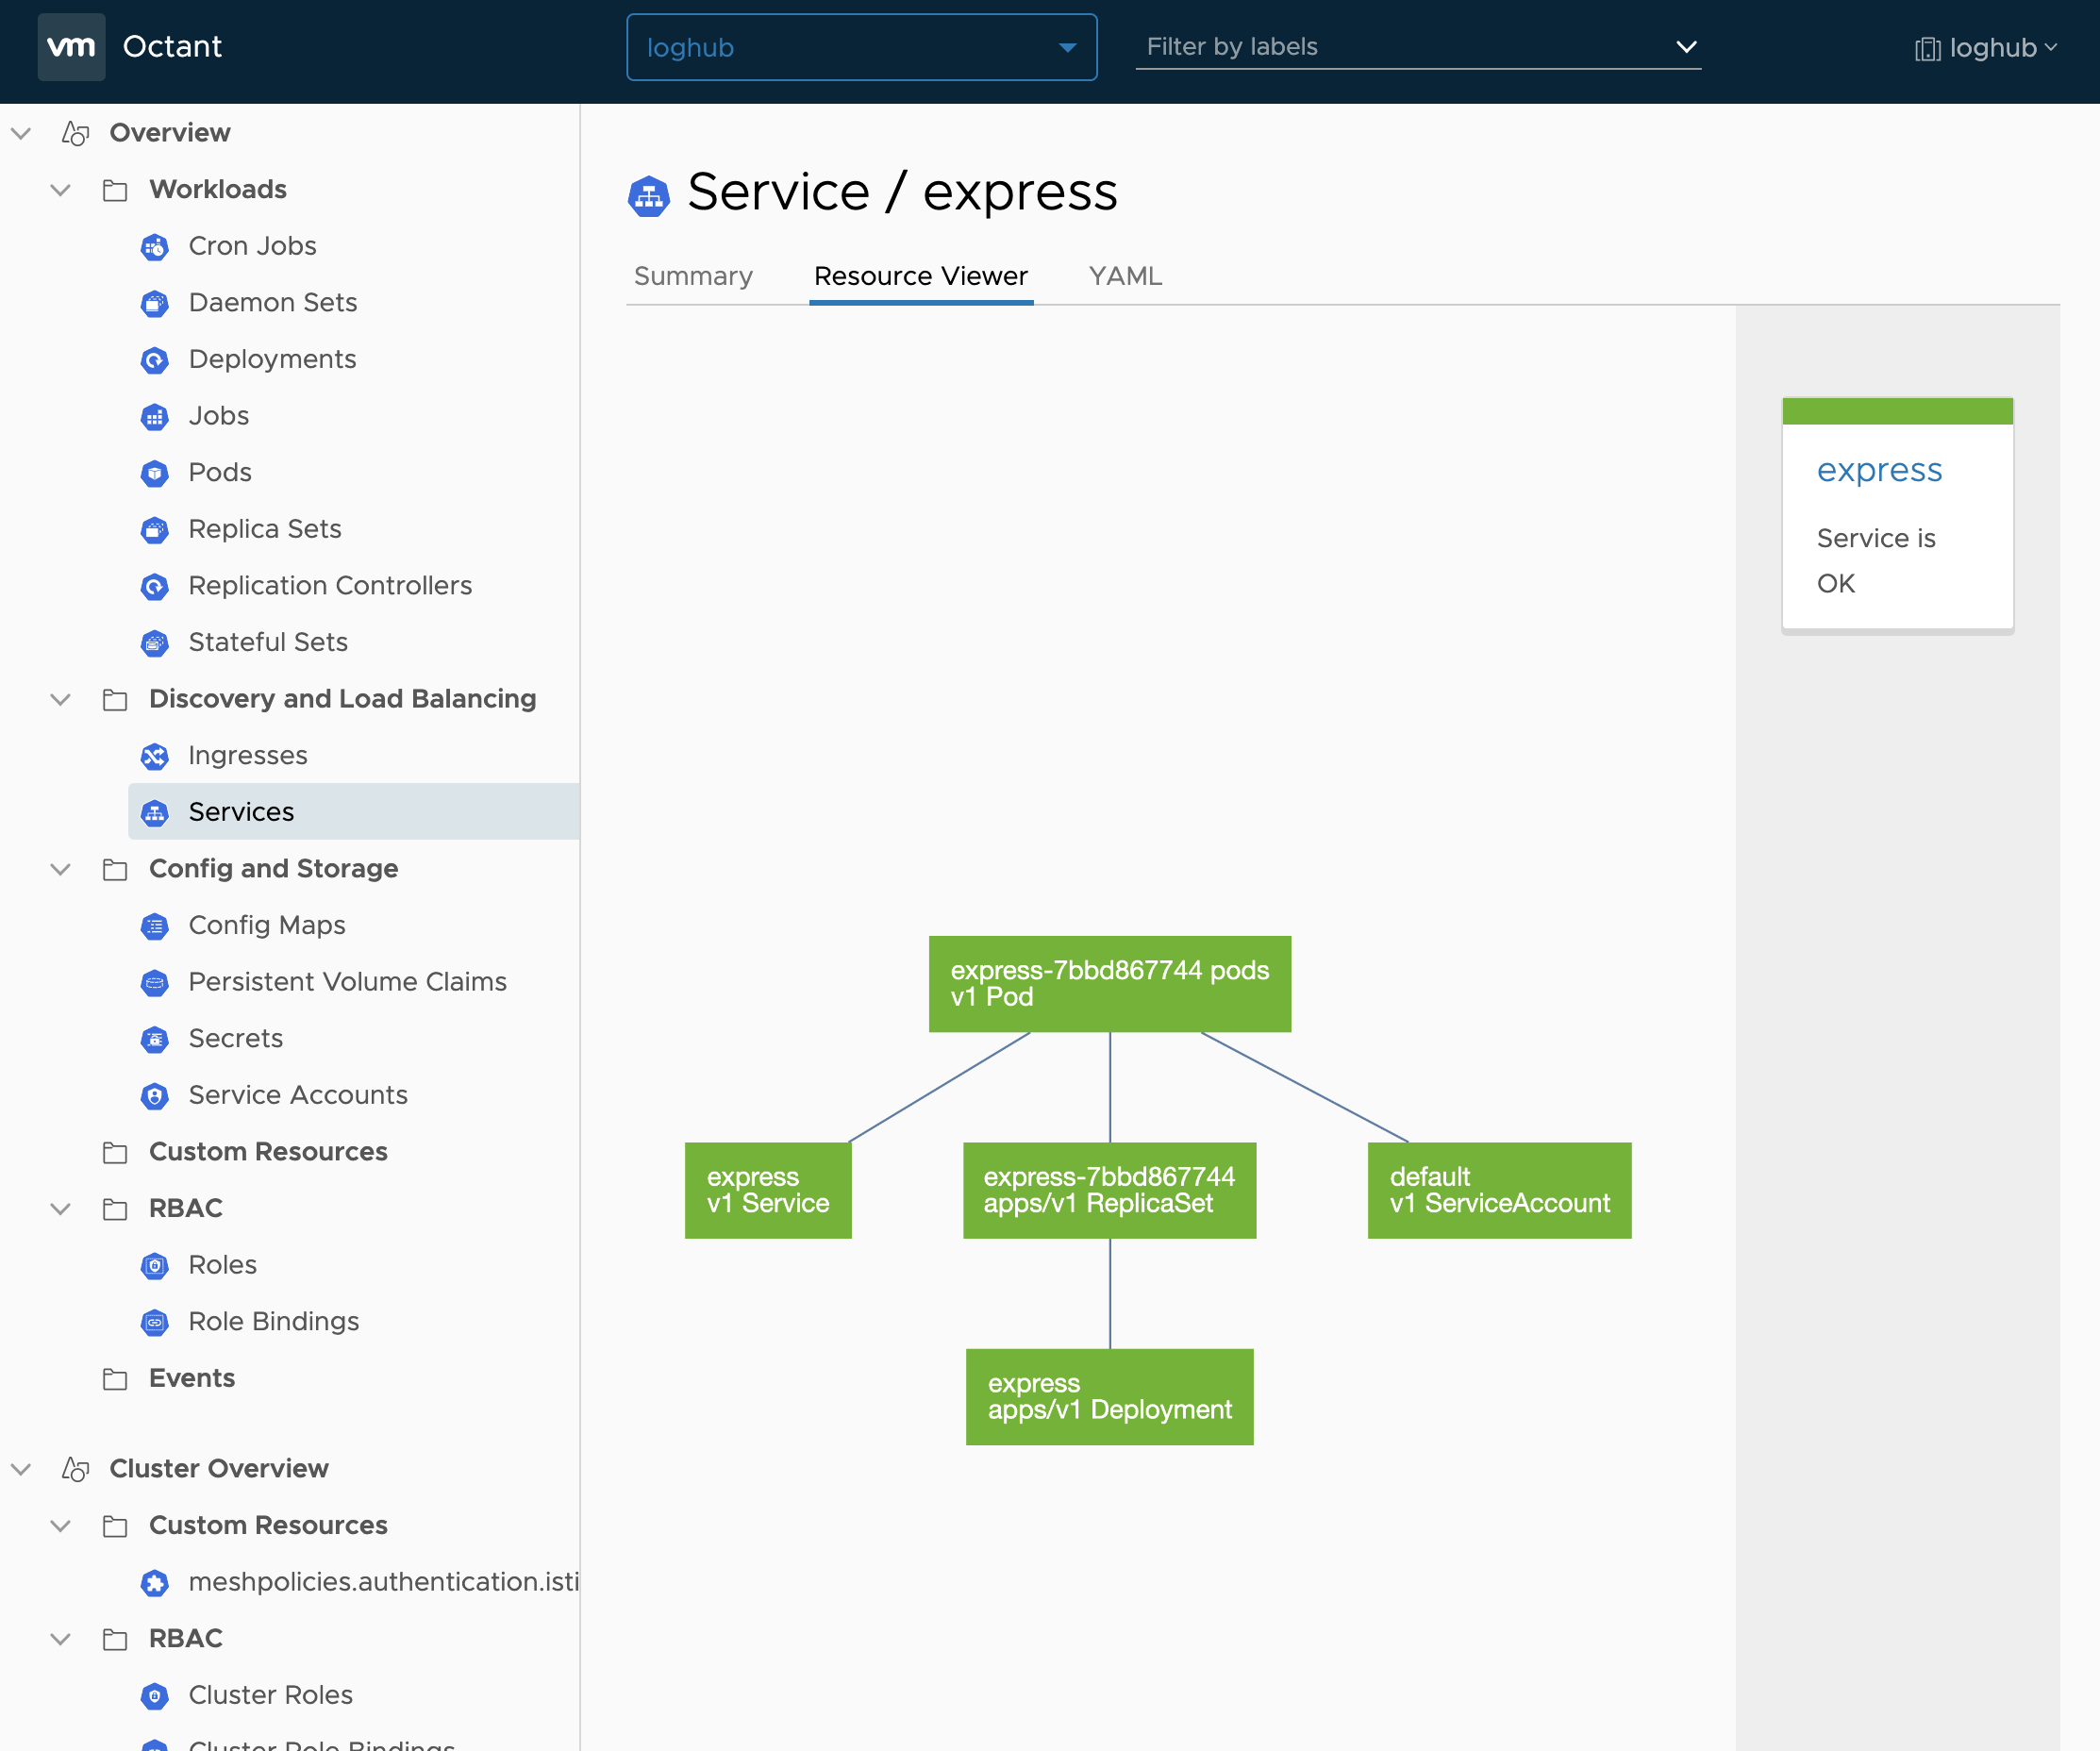 vm Octant
loghub
Filter by labels
loghub
Overview
Workloads
Cron Jobs
Daemon Sets
Deployments
Jobs
Pods
Replica Sets
Replication Controllers
Stateful Sets
Discovery and Load Balancing
Ingresses
Services
Config and Storage
Config Maps
Persistent Volume Claims
Secrets
Service Accounts
Custom Resources
RBAC
Roles
Role Bindings
Events
Cluster Overview
Custom Resources
meshpolicies.authentication.isti
RBAC
Cluster Roles
Cluster Role Bindings
Service / express
Summary
Resource Viewer
YAML
express-7bbd867744 pods
v1 Pod
express
v1 Service
express-7bbd867744
apps/v1 ReplicaSet
default
v1 ServiceAccount
express
apps/v1 Deployment
express
Service is
OK